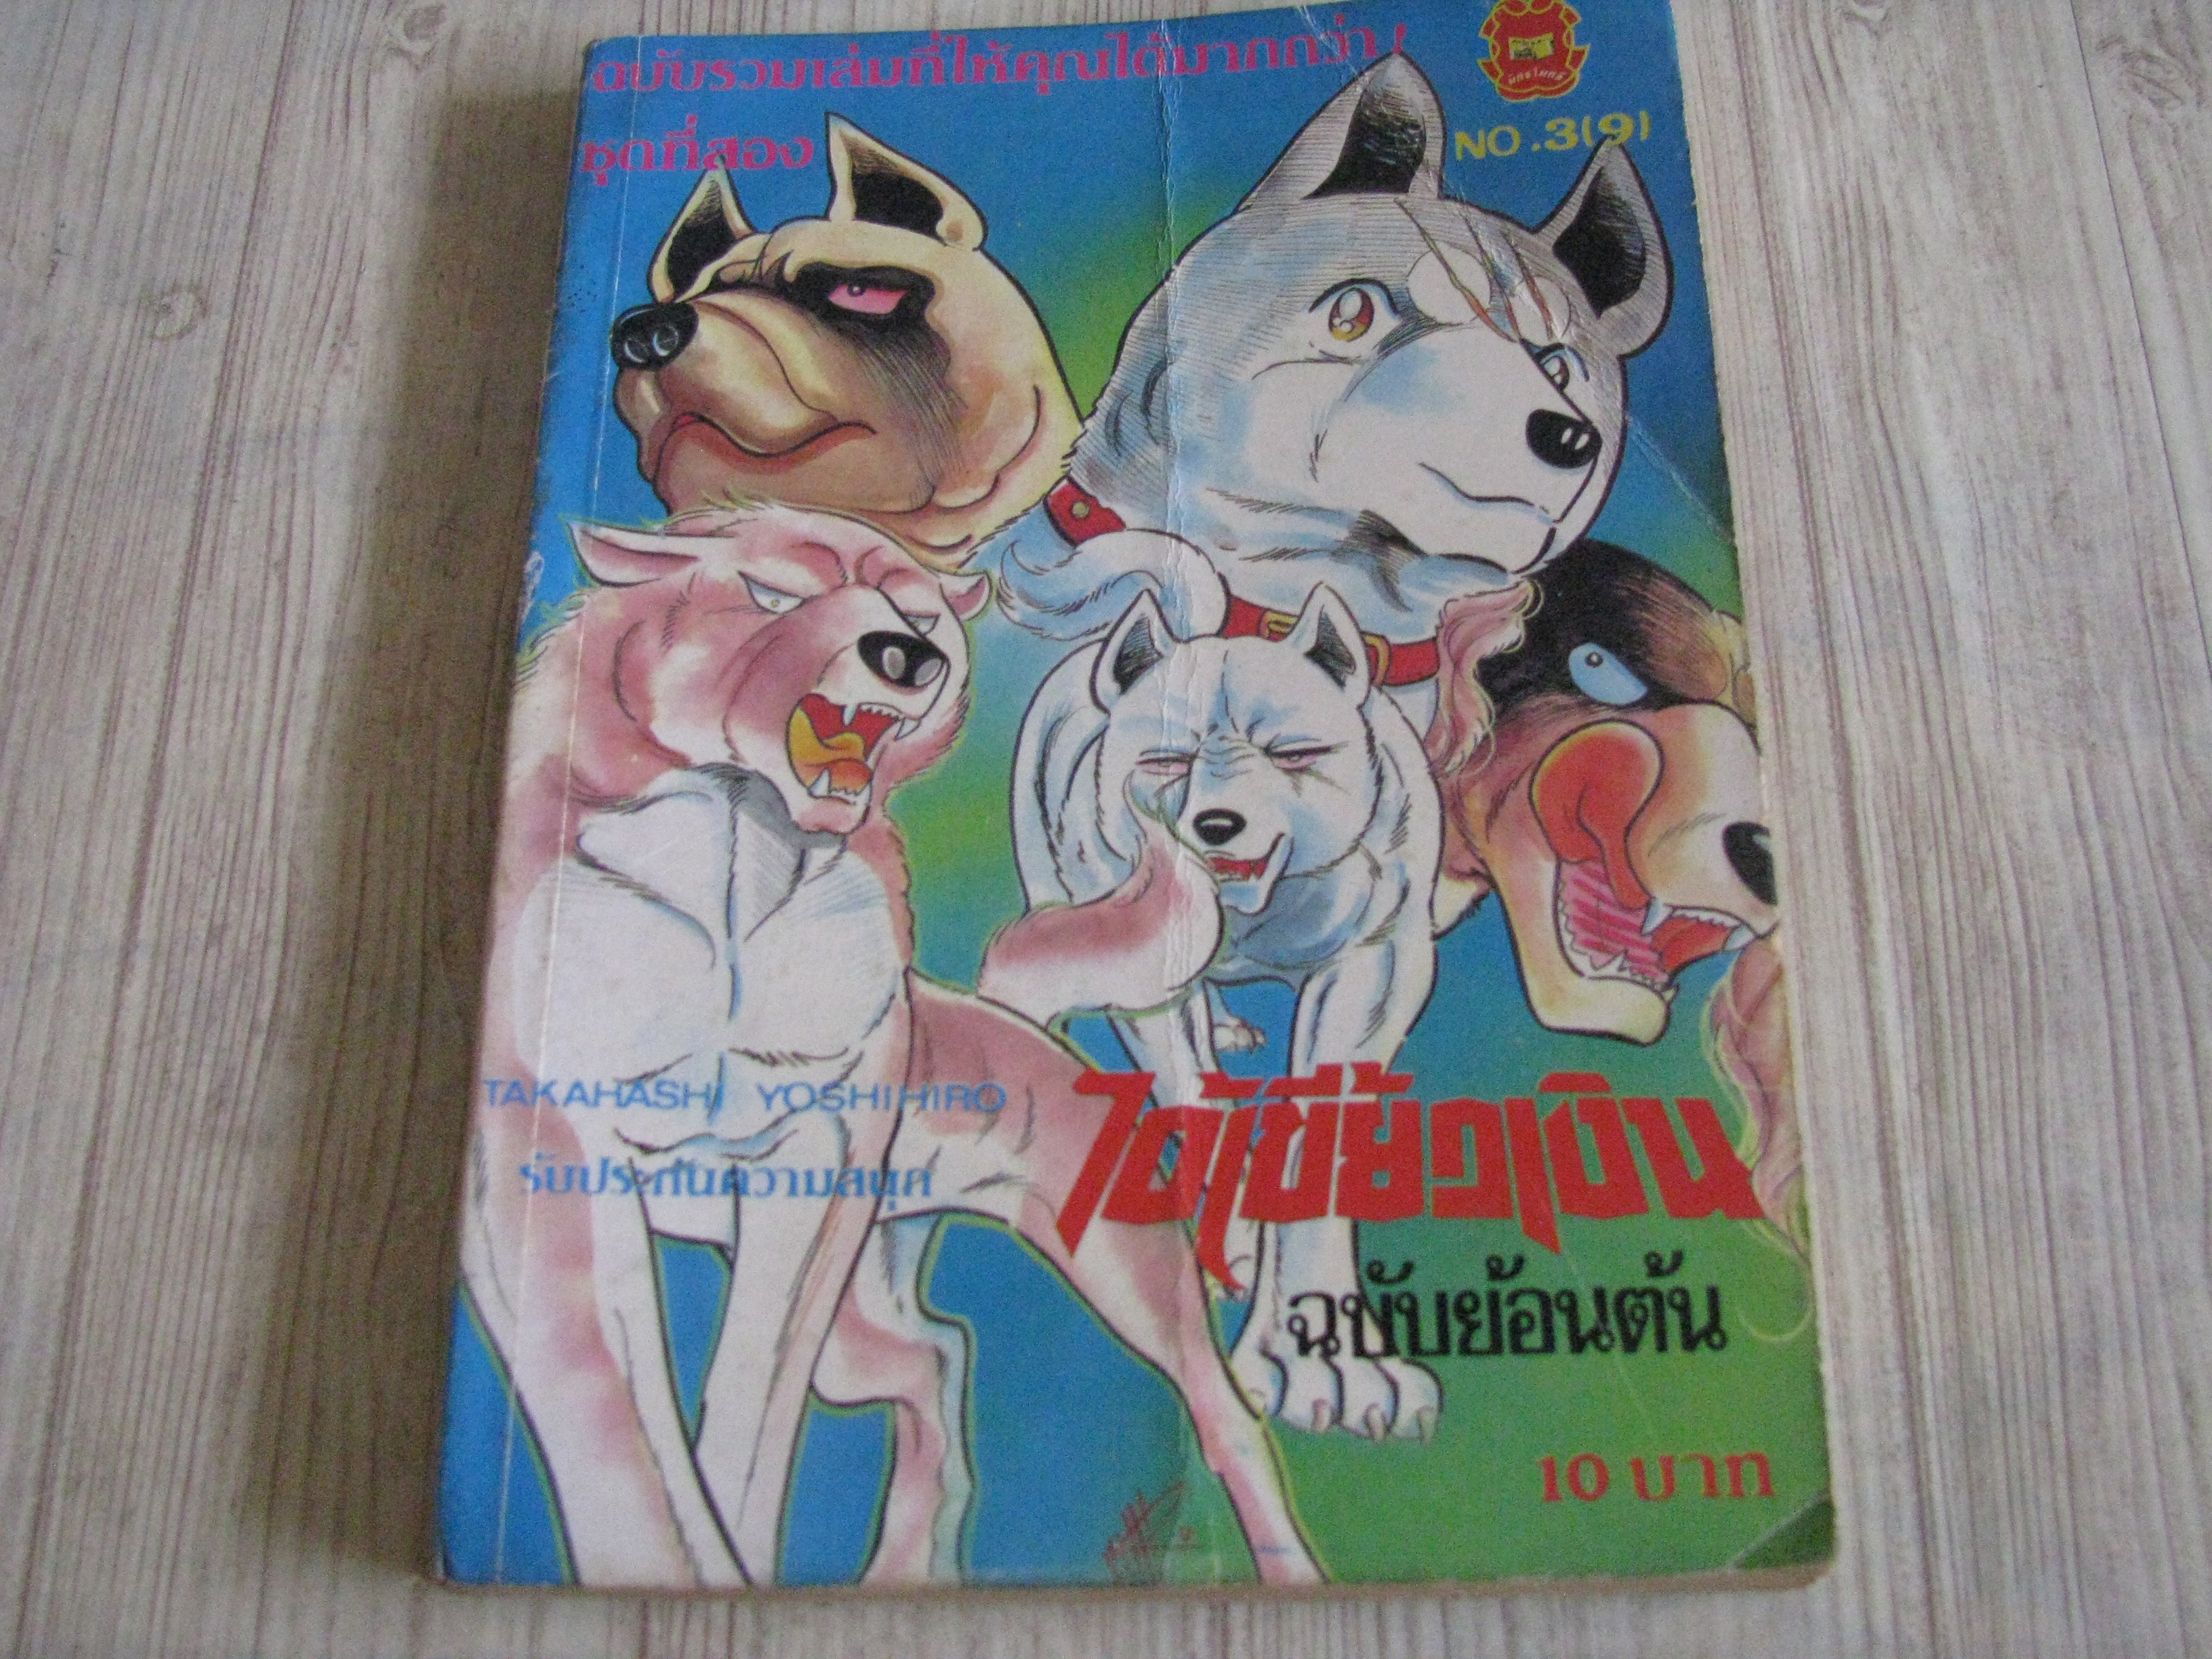 ฉบับรวมเล่มที่ให้คุณได้มากกว่า!
ชุดที่สอง
NO.3(9)
TAKAHASHI YOSHIHIRO
รับประกันความสนุก
ไอ้เขี้ยวเงิน
ฉบับย้อนต้น
10 บาท